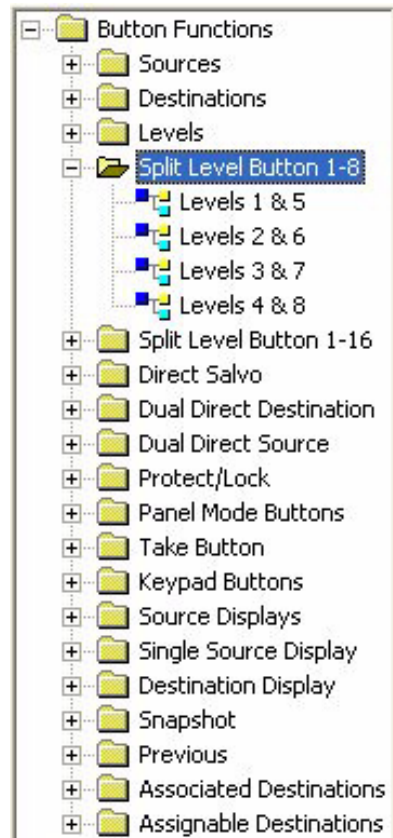 Button Functions
Sources
Destinations
Levels
Split Level Button 1-8
Levels 1 & 5
Levels 2 & 6
Levels 3 & 7
Levels 4 & 8
Split Level Button 1-16
Direct Salvo
Dual Direct Destination
Dual Direct Source
Protect/Lock
Panel Mode Buttons
Take Button
Keypad Buttons
Source Displays
Single Source Display
Destination Display
Snapshot
Previous
Associated Destinations
Assignable Destinations